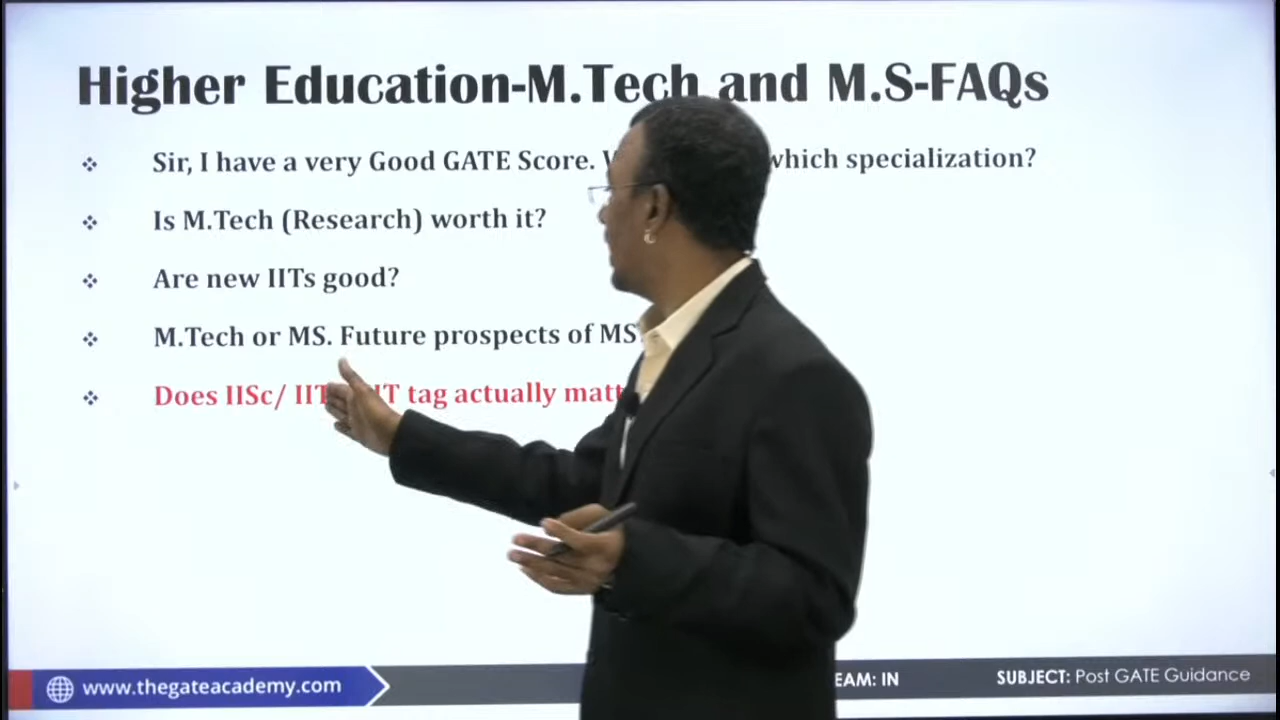 Higher Education-M.Tech and M.S-FAQs
Sir, I have a very Good GATE Score. which specialization?
Is M.Tech (Research) worth it?
Are new IITs good?
M.Tech or MS. Future prospects of MS
Does IISc/ tag actually
www.thegateacademy.com
IN
SUBJECT: Post GATE Guidance